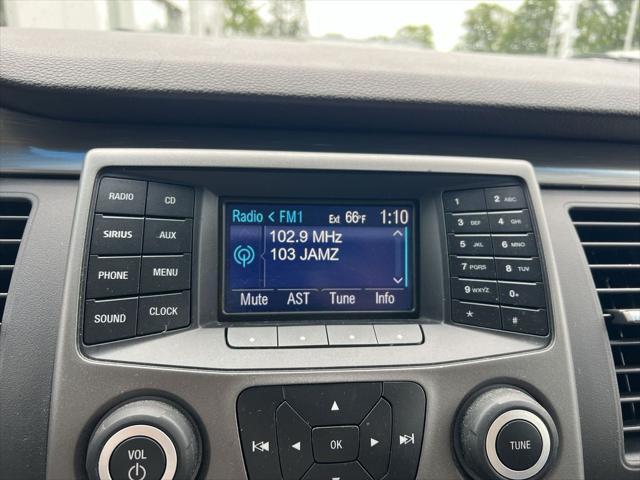 RADIO
CD
SIRIUS
AUX
PHONE
MENU
SOUND
CLOCK
Radio < FM1 Ext 66°F 1:10
102.9 MHz
103 JAMZ
Mute AST Tune Info
1
2 ABC
3 DEF
4 GHI
5 JKL
6 MNO
7 PQRS
8 TUV
9 WXYZ
0+
*
#
OK
VOL
TUNE